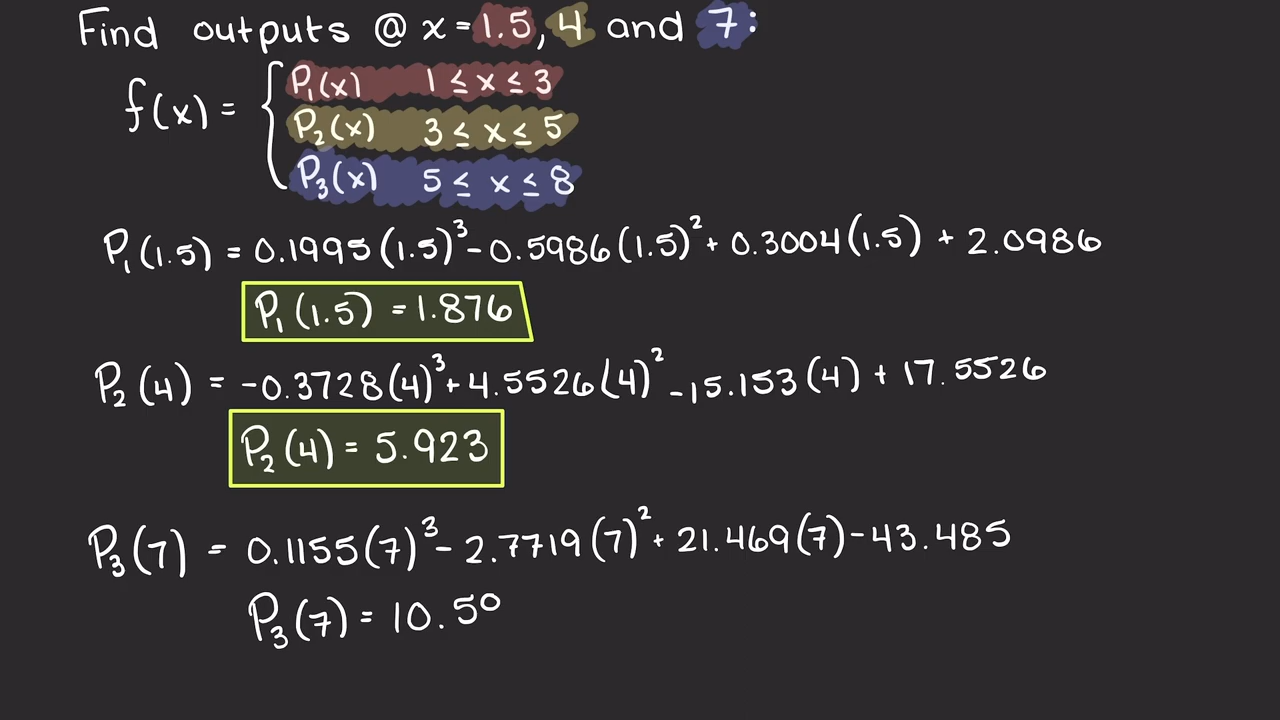 Find outputs @ x = 1.5, 4 and 7:
f(x) = {
P₁(x) 1 ≤ x ≤ 3
P₂(x) 3 ≤ x ≤ 5
P₃(x) 5 ≤ x ≤ 8
P₁(1.5) = 0.1995(1.5)³ - 0.5986(1.5)² + 0.3004(1.5) + 2.0986
P₁(1.5) = 1.876
P₂(4) = -0.3728(4)³ + 4.5526(4)² - 15.153(4) + 17.5526
P₂(4) = 5.923
P₃(7) = 0.1155(7)³ - 2.7719(7)² + 21.469(7) - 43.485
P₃(7) = 10.50